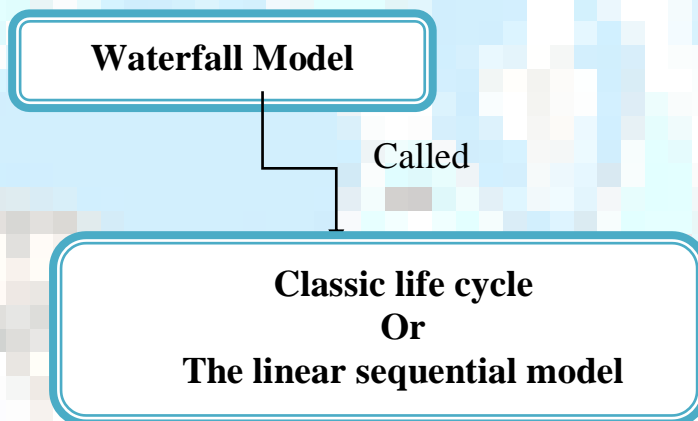 Waterfall Model
Called
Classic life cycle
Or
The linear sequential model